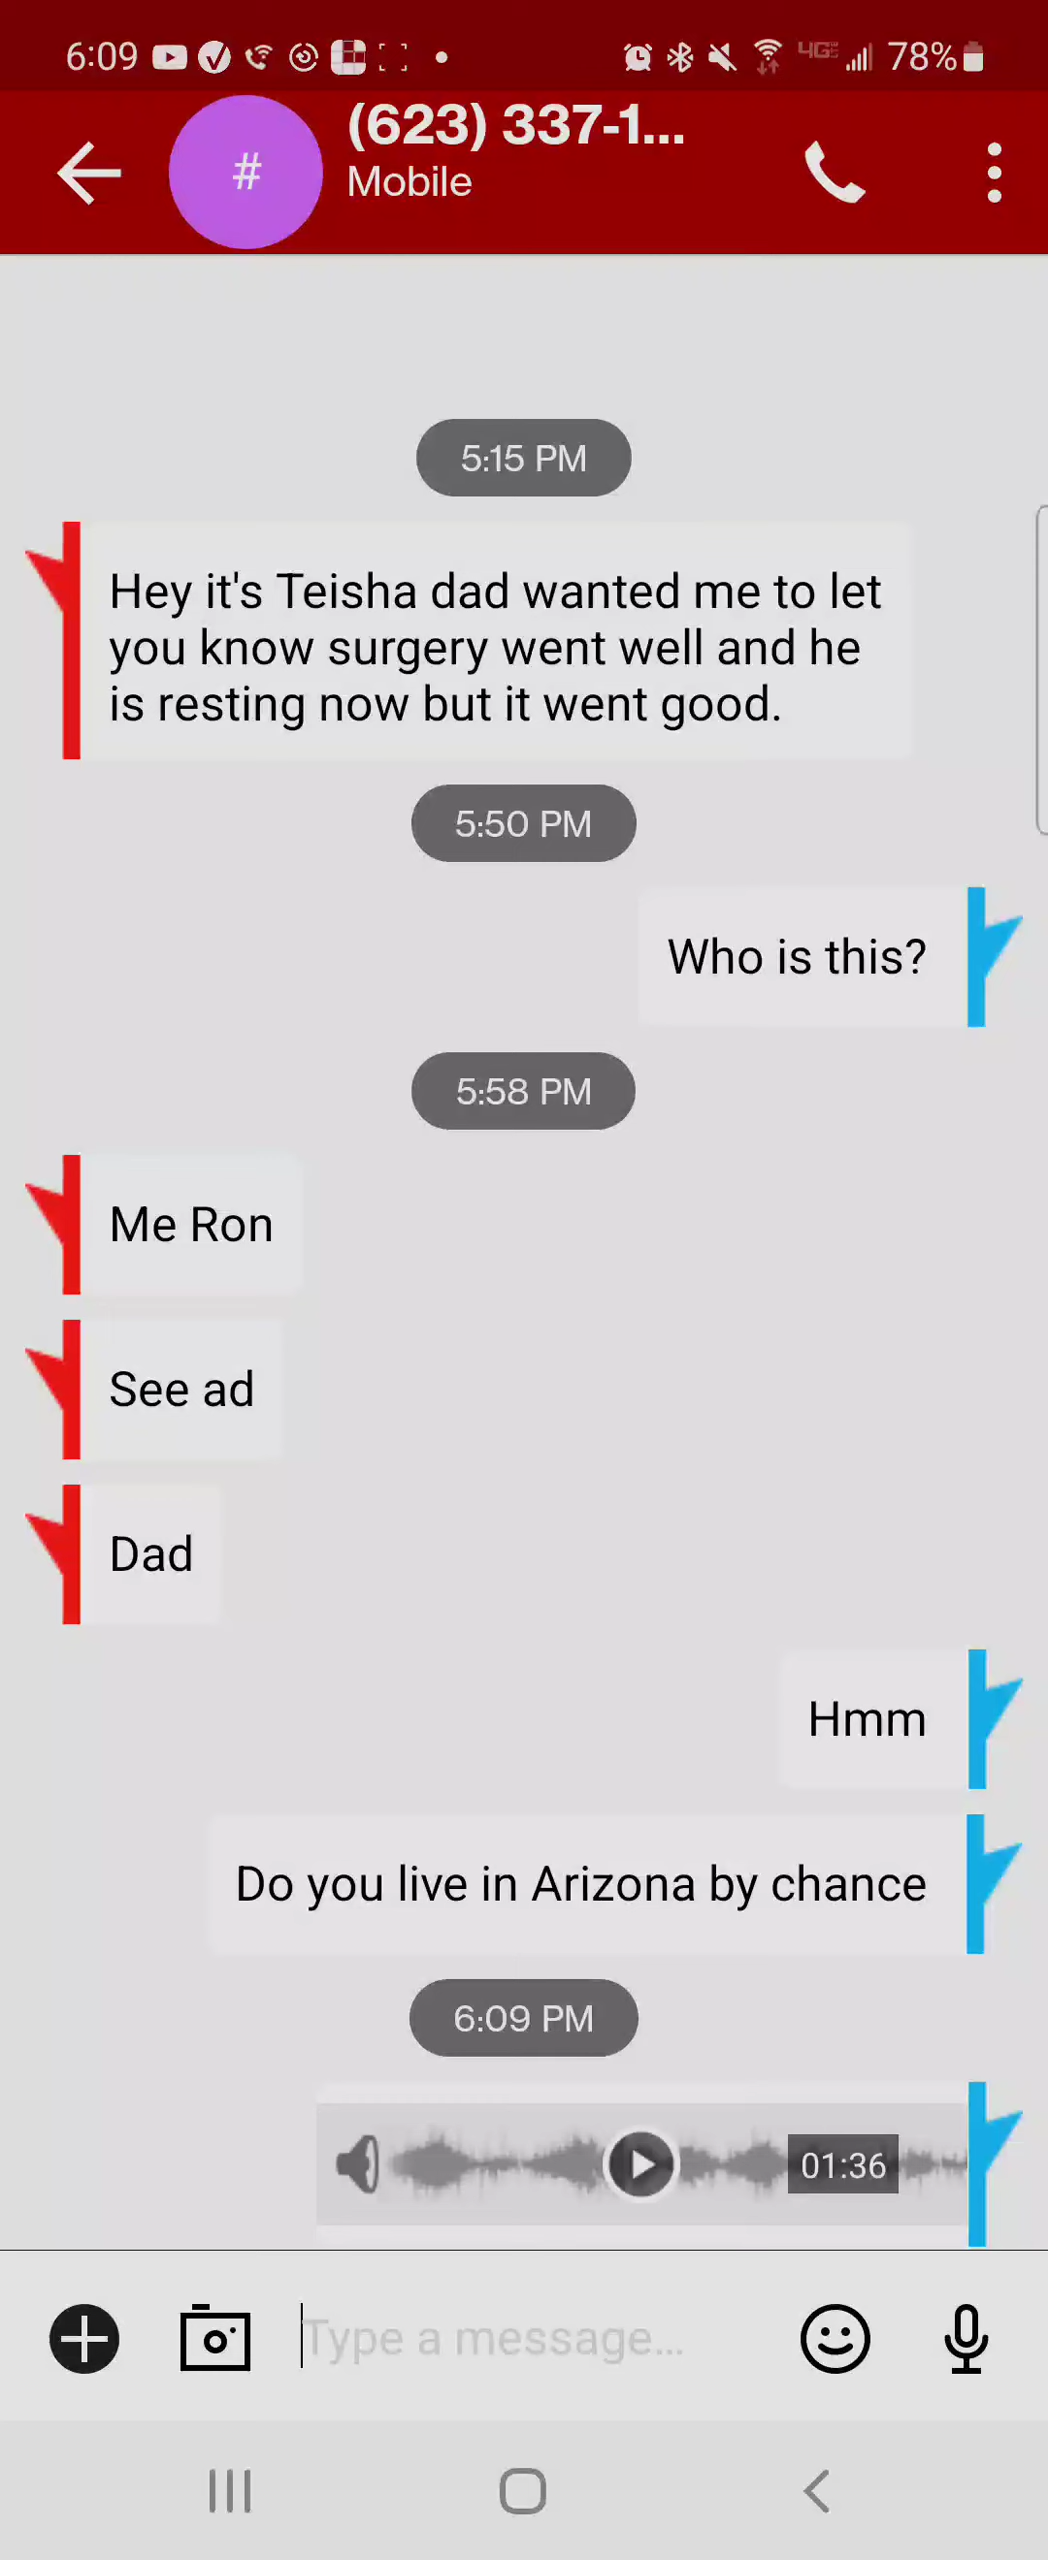 6:09
4GE 78%
#
(623) 337-1...
Mobile
5:15 PM
Hey it's Teisha dad wanted me to let
you know surgery went well and he
is resting now but it went good.
5:50 PM
Who is this?
5:58 PM
Me Ron
See ad
Dad
Hmm
Do you live in Arizona by chance
6:09 PM
01:36
Type a message...